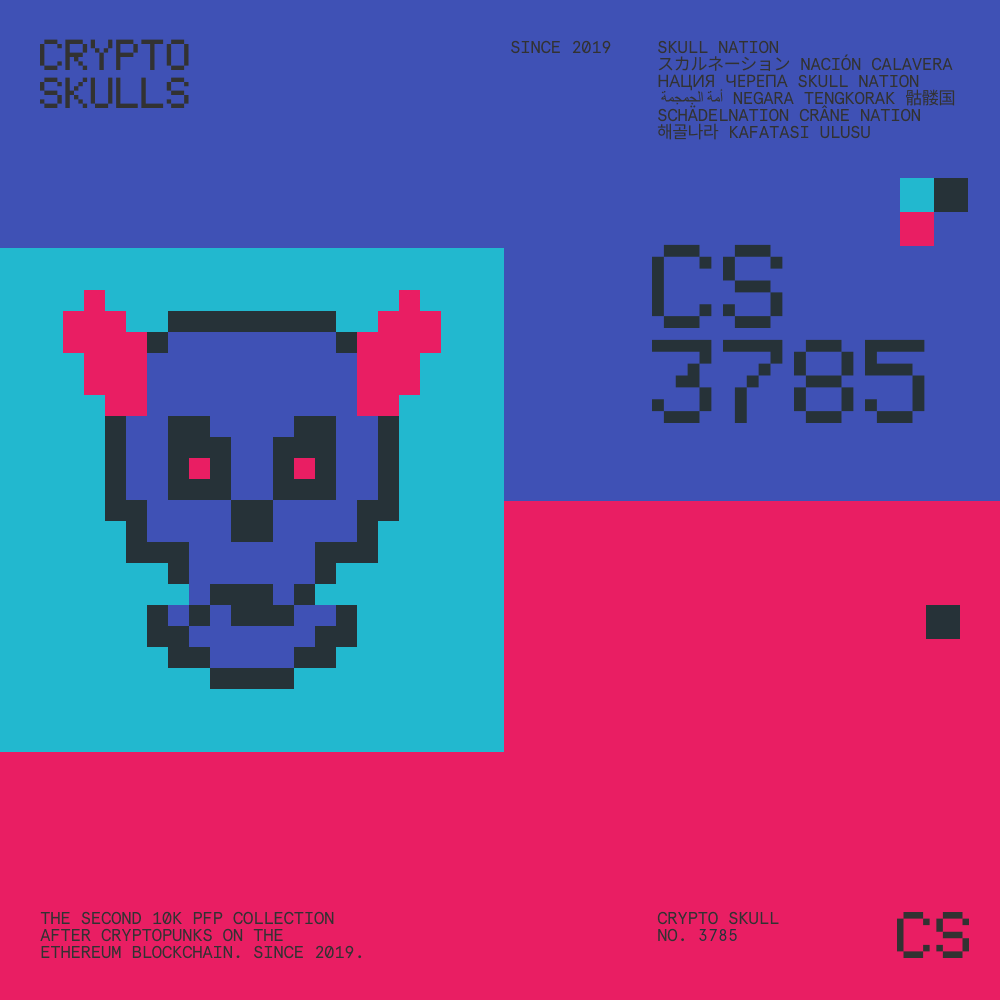 CRYPTO
SKULLS
SINCE 2019
SKULL NATION
スカルネーション NACIÓN CALAVERA
НАЦИЯ ЧЕРЕПА SKULL NATION
أمة الجمجمة NEGARA TENGKORAK 骷髅国
SCHÄDELNATION CRÂNE NATION
해골나라 KAFATASI ULUSU
CS
3785
THE SECOND 10K PFP COLLECTION
AFTER CRYPTOPUNKS ON THE
ETHEREUM BLOCKCHAIN. SINCE 2019.
CRYPTO SKULL
NO. 3785
CS